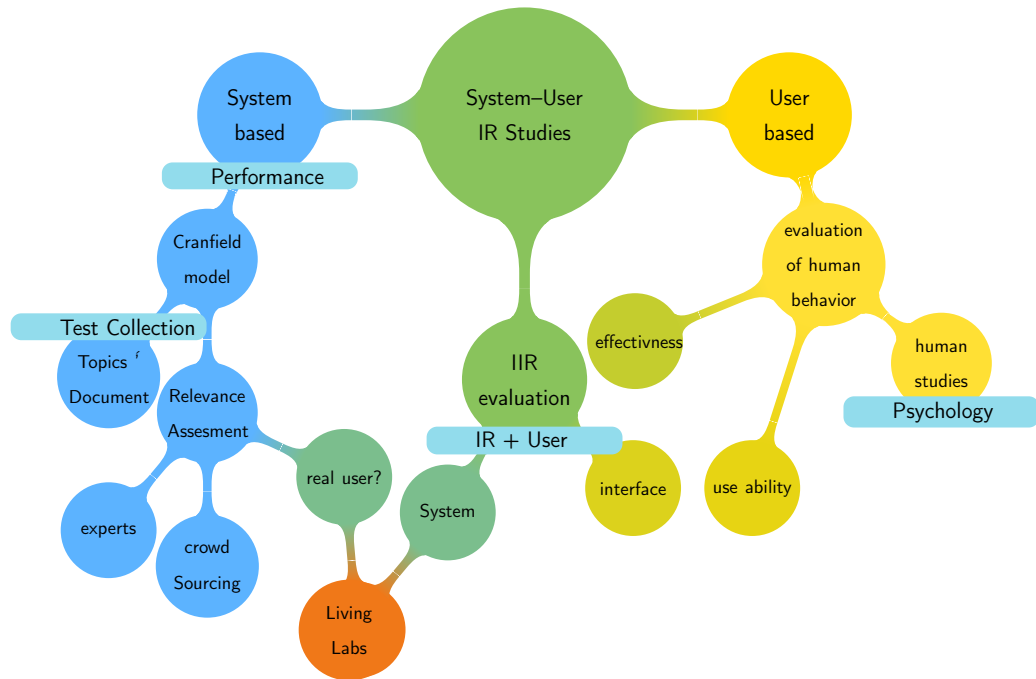 System
based
Performance
Cranfield
model
Test Collection
Topics
Document
Relevance
Assesment
experts
crowd
Sourcing
real user?
Living
Labs
System–User
IR Studies
IIR
evaluation
IR + User
System
interface
User
based
evaluation
of human
behavior
effectivness
use ability
human
studies
Psychology